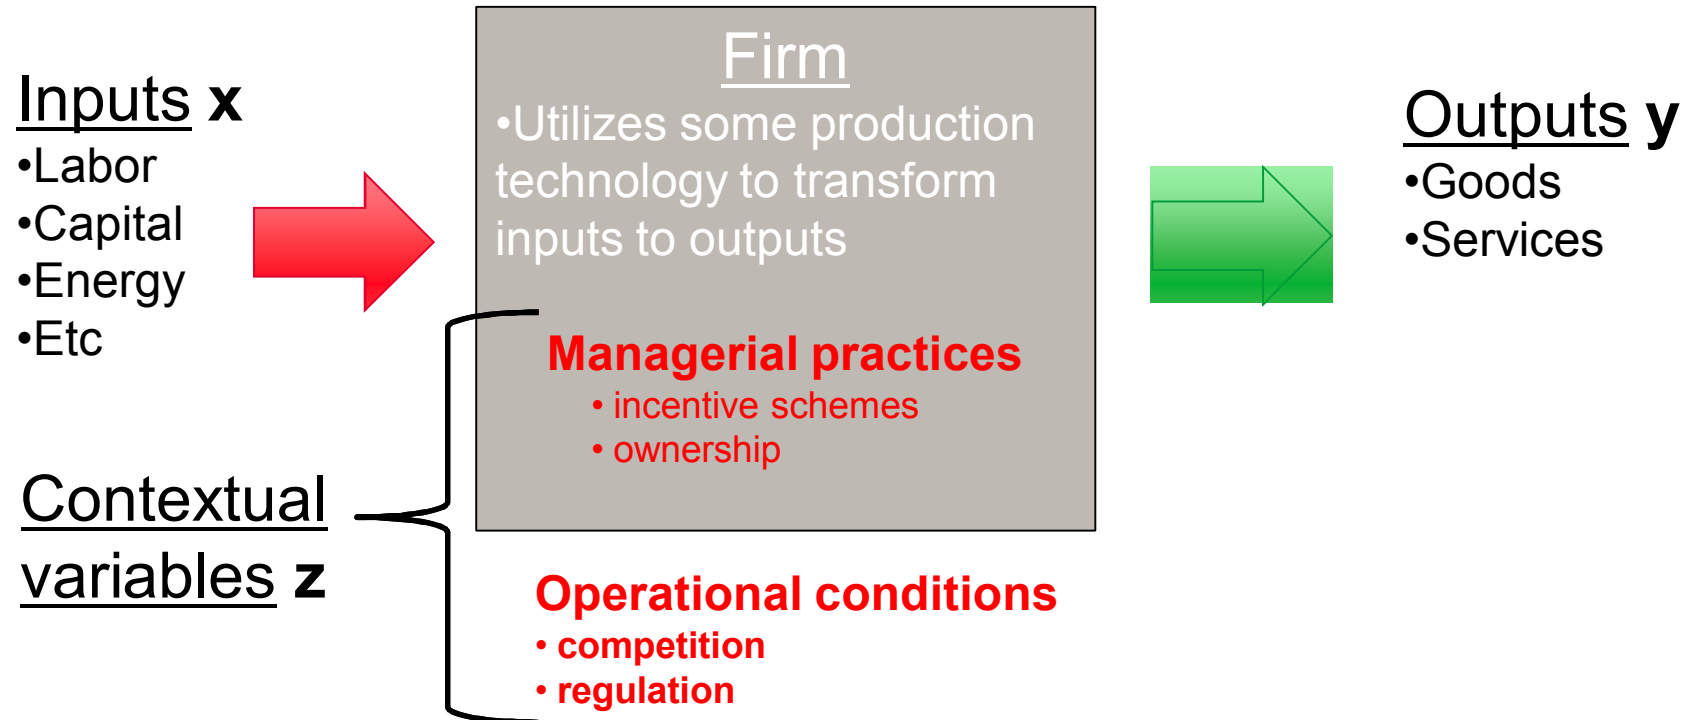 Inputs x
•Labor
•Capital
•Energy
•Etc
Firm
•Utilizes some production
technology to transform
inputs to outputs
Managerial practices
• incentive schemes
• ownership
Outputs y
•Goods
•Services
Contextual
variables z
Operational conditions
• competition
• regulation